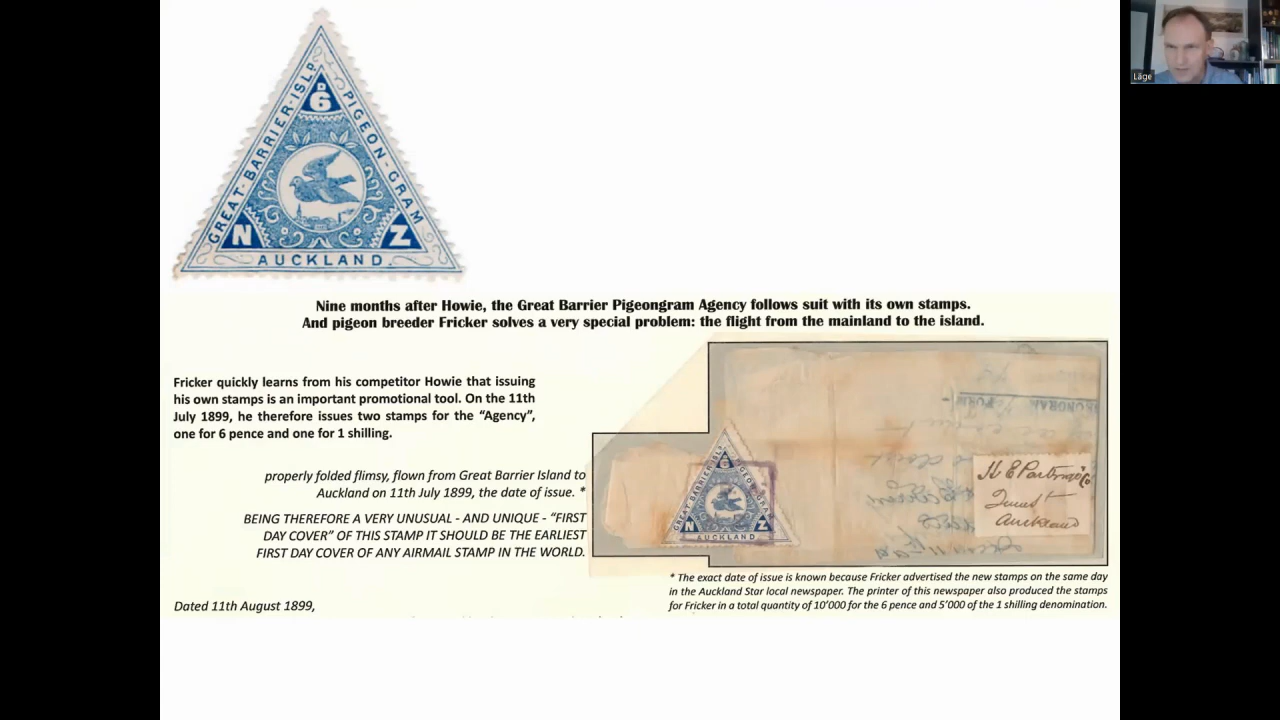 GREAT-BARRIER-ISLD. PIGEON-GRAM
D
6
N Z
AUCKLAND.
Läge
Nine months after Howie, the Great Barrier Pigeongram Agency follows suit with its own stamps.
And pigeon breeder Fricker solves a very special problem: the flight from the mainland to the island.
Fricker quickly learns from his competitor Howie that issuing
his own stamps is an important promotional tool. On the 11th
July 1899, he therefore issues two stamps for the “Agency”,
one for 6 pence and one for 1 shilling.
properly folded flimsy, flown from Great Barrier Island to
Auckland on 11th July 1899, the date of issue. *
BEING THEREFORE A VERY UNUSUAL - AND UNIQUE - “FIRST
DAY COVER” OF THIS STAMP IT SHOULD BE THE EARLIEST
FIRST DAY COVER OF ANY AIRMAIL STAMP IN THE WORLD.
Dated 11th August 1899,
GREAT-BARRIER-ISLD. PIGEON-GRAM
6
N Z
AUCKLAND
Auckland
* The exact date of issue is known because Fricker advertised the new stamps on the same day
in the Auckland Star local newspaper. The printer of this newspaper also produced the stamps
for Fricker in a total quantity of 10’000 for the 6 pence and 5’000 of the 1 shilling denomination.